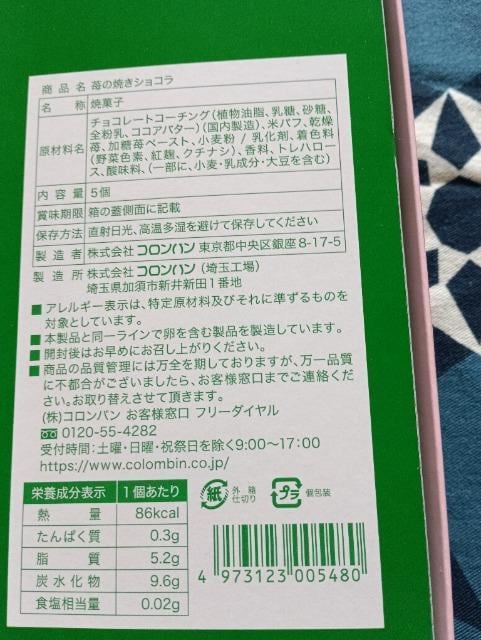 商品名 苺の焼きショコラ
名称 焼菓子
原材料名 チョコレートコーチング(植物油脂、乳糖、砂糖、
全粉乳、ココアバター)(国内製造)、米パフ、乾燥
苺、加糖苺ペースト、小麦粉 / 乳化剤、着色料
(野菜色素、紅麹、クチナシ)、香料、トレハロー
ス、酸味料、(一部に、小麦・乳成分・大豆を含む)
内容量 5個
賞味期限 箱の蓋側面に記載
保存方法 直射日光、高温多湿を避けて保存してください
製造者 株式会社 コロンバン 東京都中央区銀座8-17-5
製造所 株式会社 コロンバン (埼玉工場)
埼玉県加須市新井新田1番地
■ アレルギー表示は、特定原材料及びそれに準ずるものを
対象としています。
■ 本製品と同一ラインで卵を含む製品を製造しています。
■ 開封後はお早めにお召し上がりください。
■ 商品の品質管理には万全を期しておりますが、万一品質
に不都合がございましたら、お客様窓口までご連絡くだ
さい。お取り替えさせて頂きます。
(株)コロンバン お客様窓口 フリーダイヤル
0120-55-4282
受付時間:土曜・日曜・祝祭日を除く9:00〜17:00
https://www.colombin.co.jp/
栄養成分表示 1個あたり
熱量 86kcal
たんぱく質 0.3g
脂質 5.2g
炭水化物 9.6g
食塩相当量 0.02g
紙 外箱
仕切り
プラ 個包装
4 973123 005480